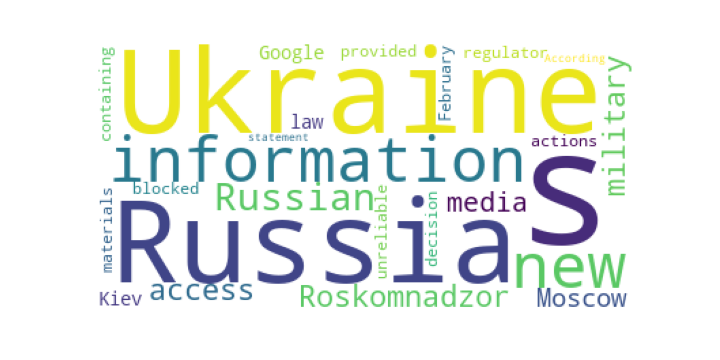 Google provided regulator According
containing Ukraine February military
law statement actions
information s
blocked Russian unreliable decision media
materials Russia new
Kiev access Roskomnadzor Moscow